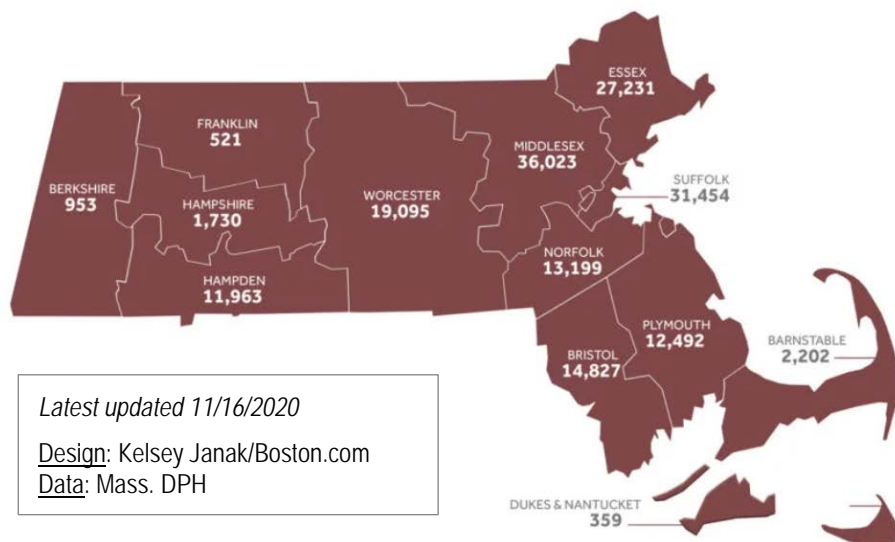 ESSEX
27,231
FRANKLIN
521
MIDDLESEX
36,023
SUFFOLK
31,454
BERKSHIRE
953
WORCESTER
19,095
HAMPSHIRE
1,730
NORFOLK
13,199
HAMPDEN
11,963
PLYMOUTH
12,492
BARNSTABLE
2,202
BRISTOL
14,827
Latest updated 11/16/2020
Design: Kelsey Janak/Boston.com
Data: Mass. DPH
DUKES & NANTUCKET
359